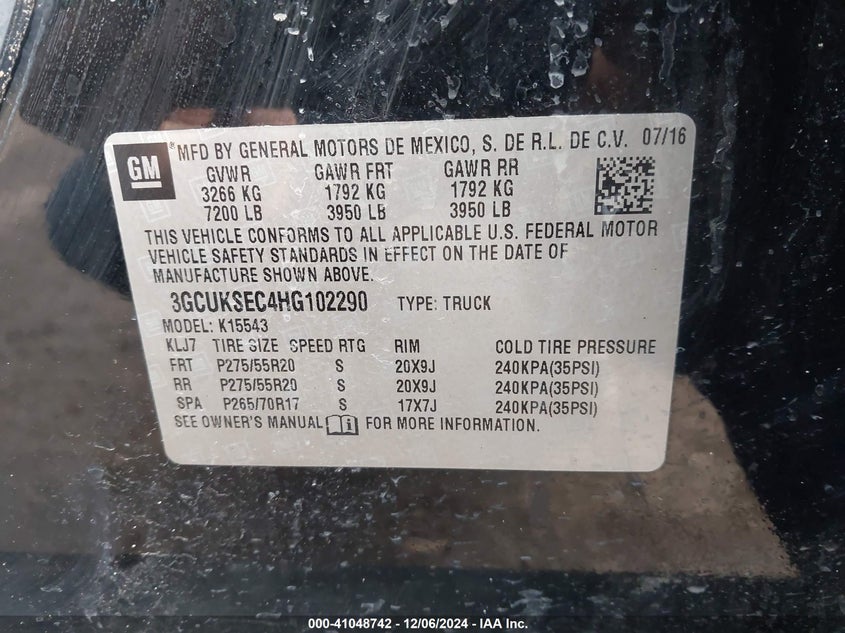 GM
® MFD BY GENERAL MOTORS DE MEXICO, S. DE R.L. DE C.V. 07/16
GVWR GAWR FRT GAWR RR
3266 KG 1792 KG 1792 KG
7200 LB 3950 LB 3950 LB
THIS VEHICLE CONFORMS TO ALL APPLICABLE U.S. FEDERAL MOTOR
VEHICLE SAFETY STANDARDS IN EFFECT ON THE DATE OF
MANUFACTURE SHOWN ABOVE.
3GCUKSEC4HG102290 TYPE: TRUCK
MODEL: K15543
KLJ7 TIRE SIZE SPEED RTG RIM COLD TIRE PRESSURE
FRT P275/55R20 S 20X9J 240KPA(35PSI)
RR P275/55R20 S 20X9J 240KPA(35PSI)
SPA P265/70R17 S 17X7J 240KPA(35PSI)
SEE OWNER'S MANUAL FOR MORE INFORMATION.
000-41048742 - 12/06/2024 - IAA Inc.